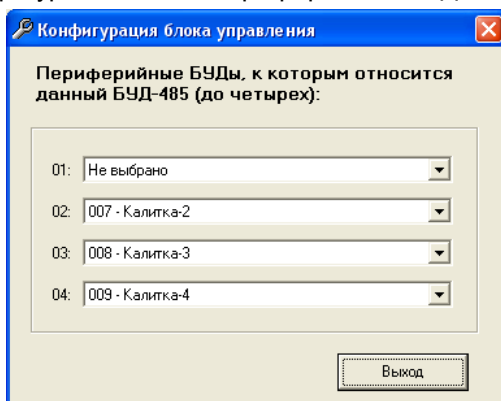 Конфигурация блока управления
Периферийные БУДы, к которым относится
данный БУД-485 (до четырех):
01: Не выбрано
02: 007 - Калитка-2
03: 008 - Калитка-3
04: 009 - Калитка-4
Выход